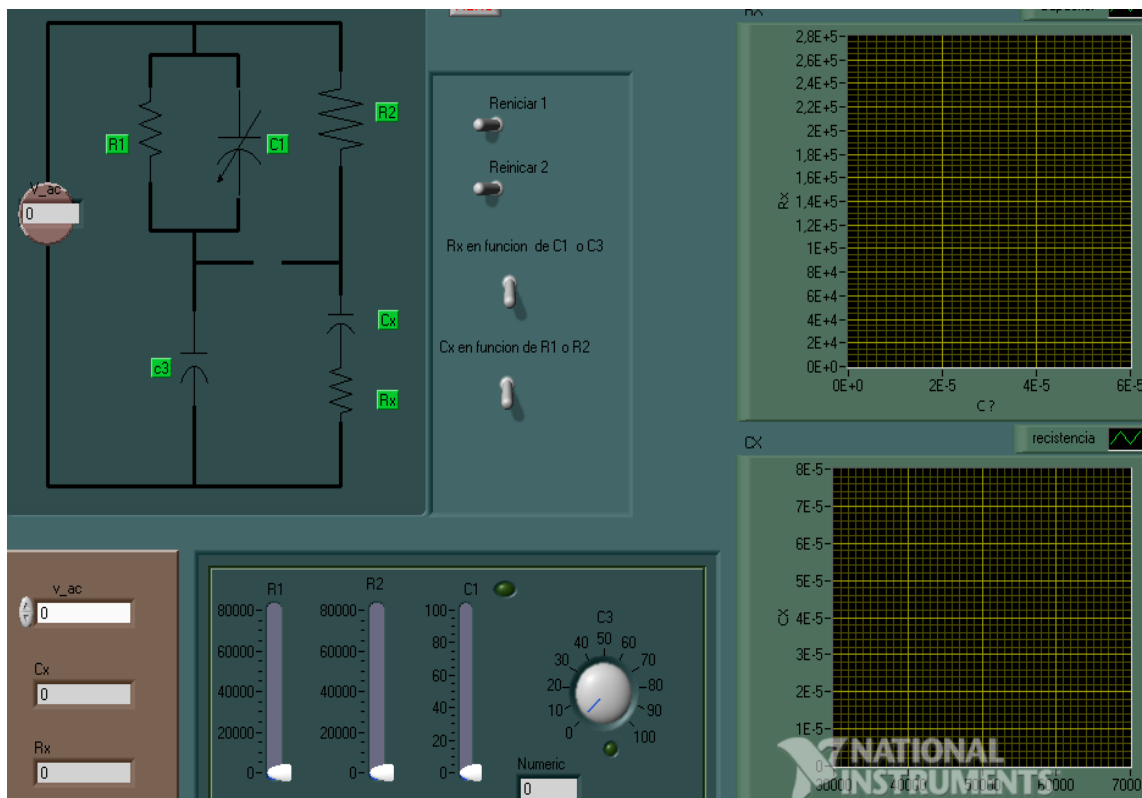 R1
C1
R2
V_ac
0
c3
Cx
Rx
Reniciar 1
Reinicar 2
Rx en funcion de C1 o C3
Cx en funcion de R1 o R2
2,8E+5
2,6E+5
2,4E+5
2,2E+5
2E+5
1,8E+5
1,6E+5
1,4E+5
1,2E+5
1E+5
8E+4
6E+4
4E+4
2E+4
0E+0
Rx
0E+0 2E-5 4E-5 6E-5
C ?
CX
recistencia
8E-5
7E-5
6E-5
5E-5
4E-5
3E-5
2E-5
1E-5
0
Cx
30000 40000 50000 60000 7000
v_ac
0
Cx
0
Rx
0
R1
80000
60000
40000
20000
0
R2
80000
60000
40000
20000
0
C1
100
80
60
40
20
0
C3
0 10 20 30 40 50 60 70 80 90 100
Numeric
0
NATIONAL
INSTRUMENTS